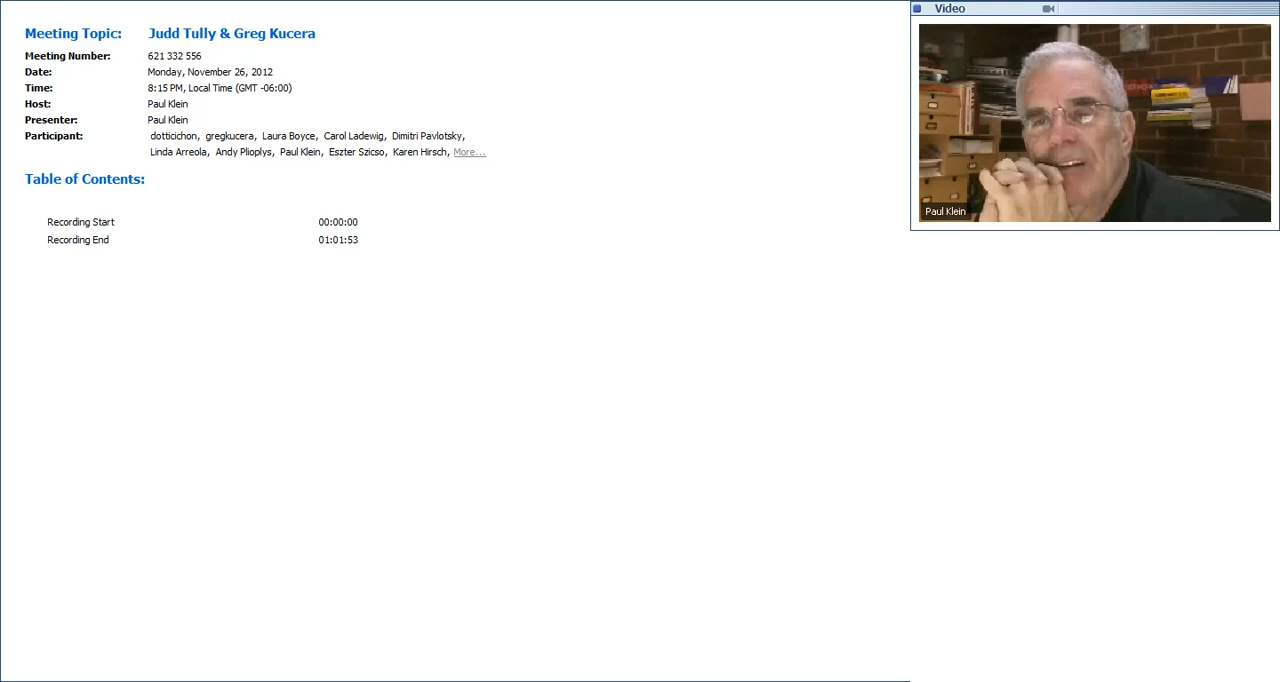 Meeting Topic: Judd Tully & Greg Kucera
Meeting Number: 621 332 556
Date: Monday, November 26, 2012
Time: 8:15 PM, Local Time (GMT -06:00)
Host: Paul Klein
Presenter: Paul Klein
Participant: dotticichon, gregkucera, Laura Boyce, Carol Ladewig, Dimitri Pavlotsky,
Linda Arreola, Andy Plioplys, Paul Klein, Eszter Szicso, Karen Hirsch, More...
Table of Contents:
Recording Start 00:00:00
Recording End 01:01:53
Video
Paul Klein